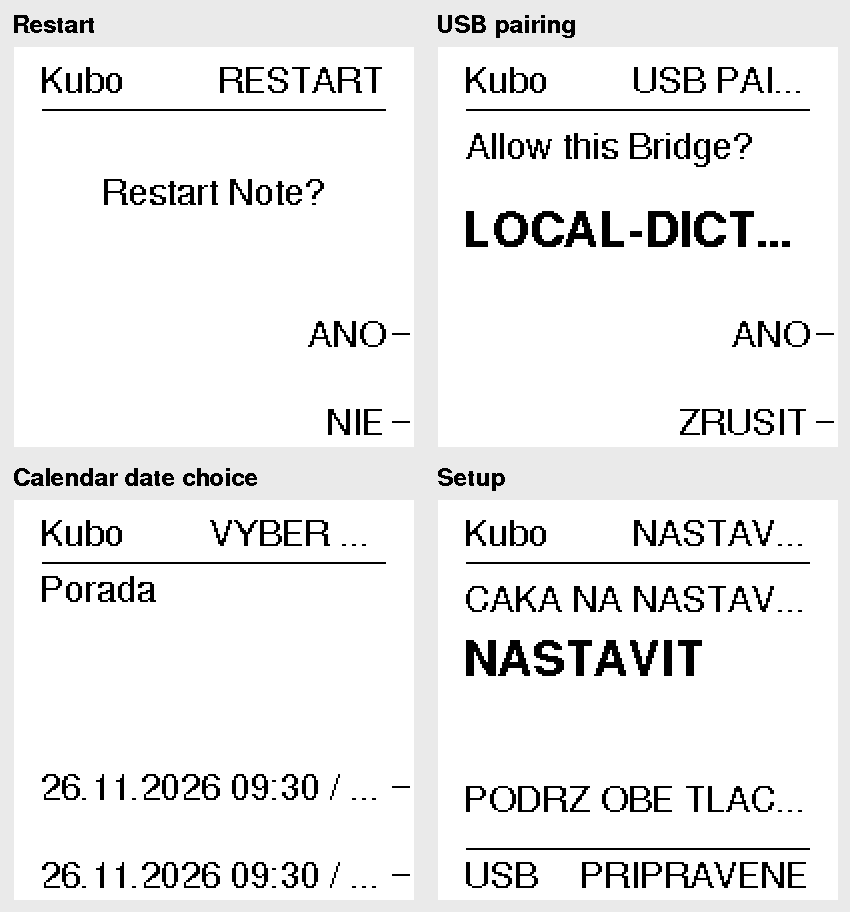 Restart
Kubo RESTART
Restart Note?
ANO
NIE
USB pairing
Kubo USB PAI...
Allow this Bridge?
LOCAL-DICT...
ANO
ZRUSIT
Calendar date choice
Kubo VYBER ...
Porada
26.11.2026 09:30 / ...
26.11.2026 09:30 / ...
Setup
Kubo NASTAV...
CAKA NA NASTAV...
NASTAVIT
PODRZ OBE TLAC...
USB PRIPRAVENE